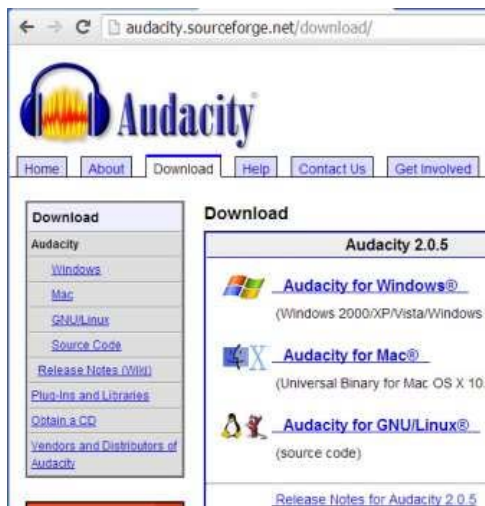 audacity.sourceforge.net/download/
Audacity®
Home About Download Help Contact Us Get Involved
Download
Audacity
Windows
Mac
GNU/Linux
Source Code
Release Notes (Wiki)
Plug-Ins and Libraries
Obtain a CD
Vendors and Distributors of
Audacity
Download
Audacity 2.0.5
Audacity for Windows®
(Windows 2000/XP/Vista/Windows
Audacity for Mac®
(Universal Binary for Mac OS X 10.
Audacity for GNU/Linux®
(source code)
Release Notes for Audacity 2.0.5